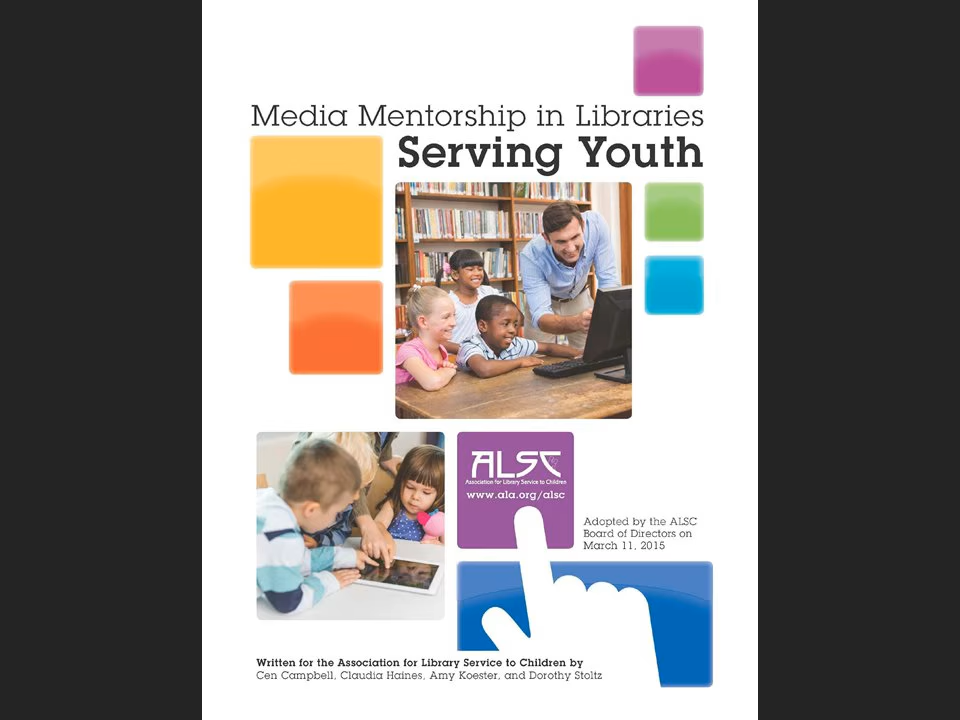 Media Mentorship in Libraries
Serving Youth
ALSC
Association for Library Service to Children
www.ala.org/alsc
Adopted by the ALSC
Board of Directors on
March 11, 2015
Written for the Association for Library Service to Children by
Cen Campbell, Claudia Haines, Amy Koester, and Dorothy Stoltz